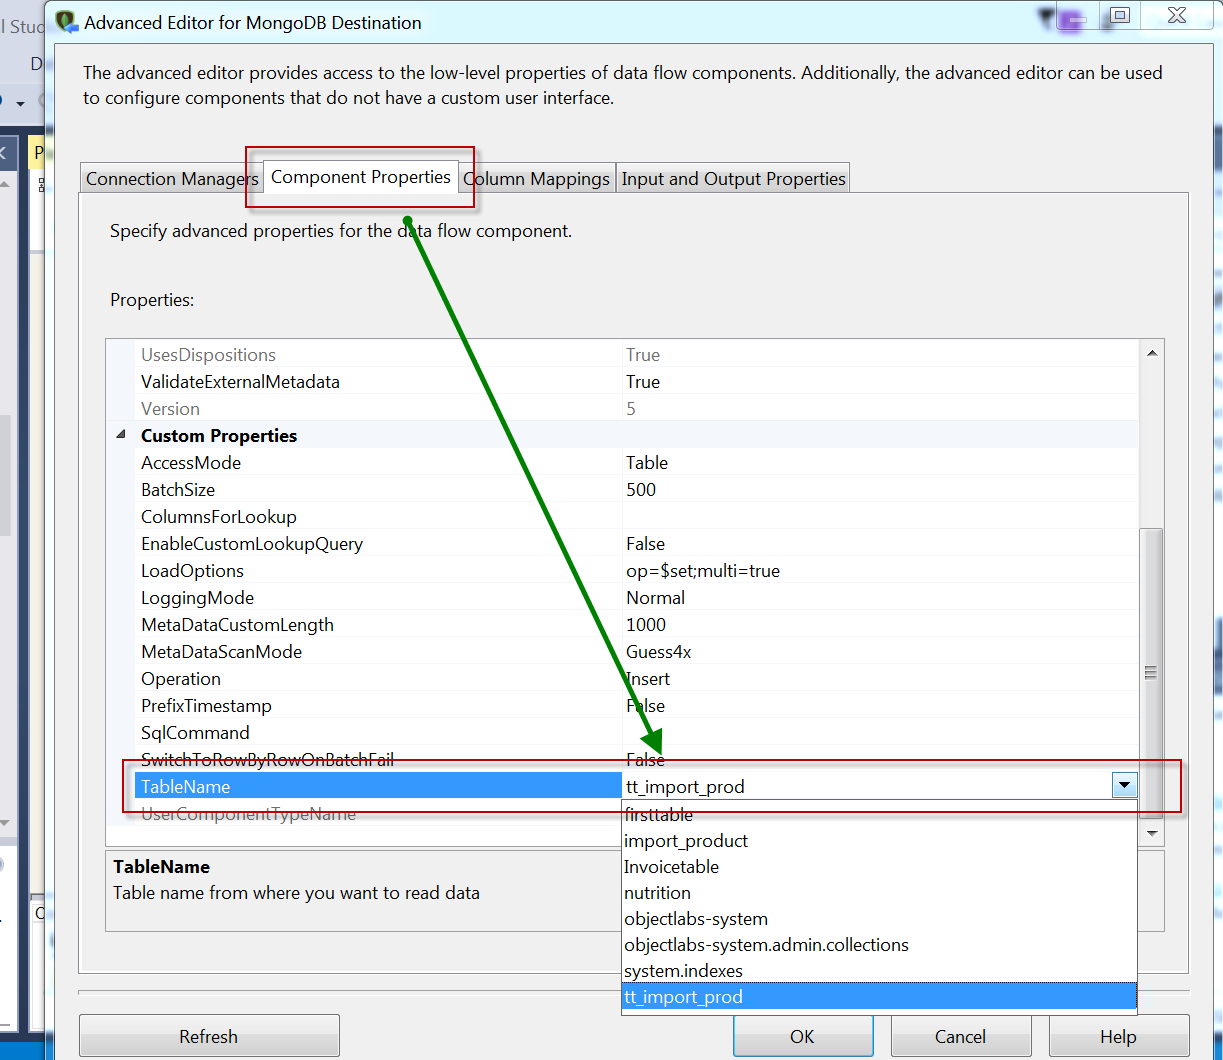 l Stud
Advanced Editor for MongoDB Destination
The advanced editor provides access to the low-level properties of data flow components. Additionally, the advanced editor can be used
to configure components that do not have a custom user interface.
Connection Managers Component Properties Column Mappings Input and Output Properties
Specify advanced properties for the data flow component.
Properties:
UsesDispositions True
ValidateExternalMetadata True
Version 5
Custom Properties
AccessMode Table
BatchSize 500
ColumnsForLookup
EnableCustomLookupQuery False
LoadOptions op=$set;multi=true
LoggingMode Normal
MetaDataCustomLength 1000
MetaDataScanMode Guess4x
Operation Insert
PrefixTimestamp False
SqlCommand
SwitchToRowByRowOnBatchFail False
TableName tt_import_prod
UserComponentTypeName
firsttable
import_product
Invoicetable
nutrition
objectlabs-system
objectlabs-system.admin.collections
system.indexes
tt_import_prod
TableName
Table name from where you want to read data
Refresh OK Cancel Help